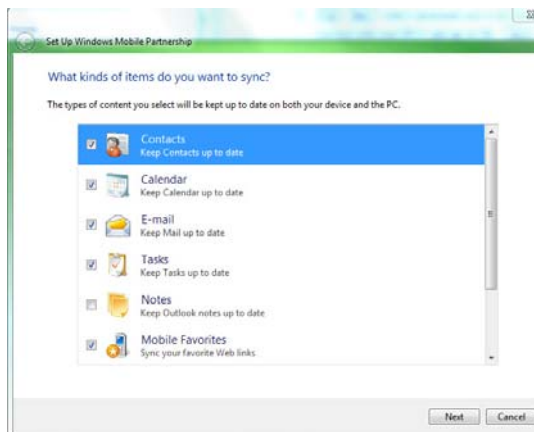 Set Up Windows Mobile Partnership
What kinds of items do you want to sync?
The types of content you select will be kept up to date on both your device and the PC.
Contacts
Keep Contacts up to date
Calendar
Keep Calendar up to date
E-mail
Keep Mail up to date
Tasks
Keep Tasks up to date
Notes
Keep Outlook notes up to date
Mobile Favorites
Sync your favorite Web links
Next
Cancel